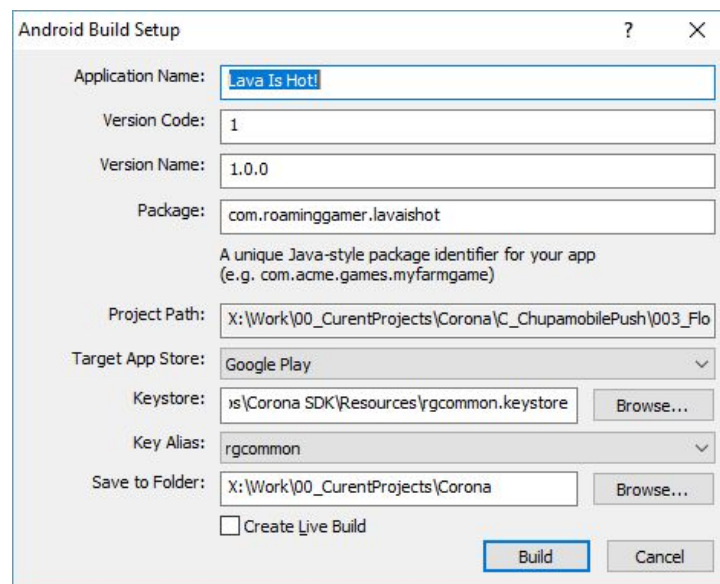 Android Build Setup
Application Name: Lava Is Hot!
Version Code: 1
Version Name: 1.0.0
Package: com.roaminggamer.lavaishot
A unique Java-style package identifier for your app
(e.g. com.acme.games.myfarmgame)
Project Path: X:\Work\00_CurentProjects\Corona\C_ChupamobilePush\003_Flo
Target App Store: Google Play
Keystore: os\Corona SDK\Resources\rgcommon.keystore Browse...
Key Alias: rgcommon
Save to Folder: X:\Work\00_CurentProjects\Corona Browse...
Create Live Build
Build Cancel